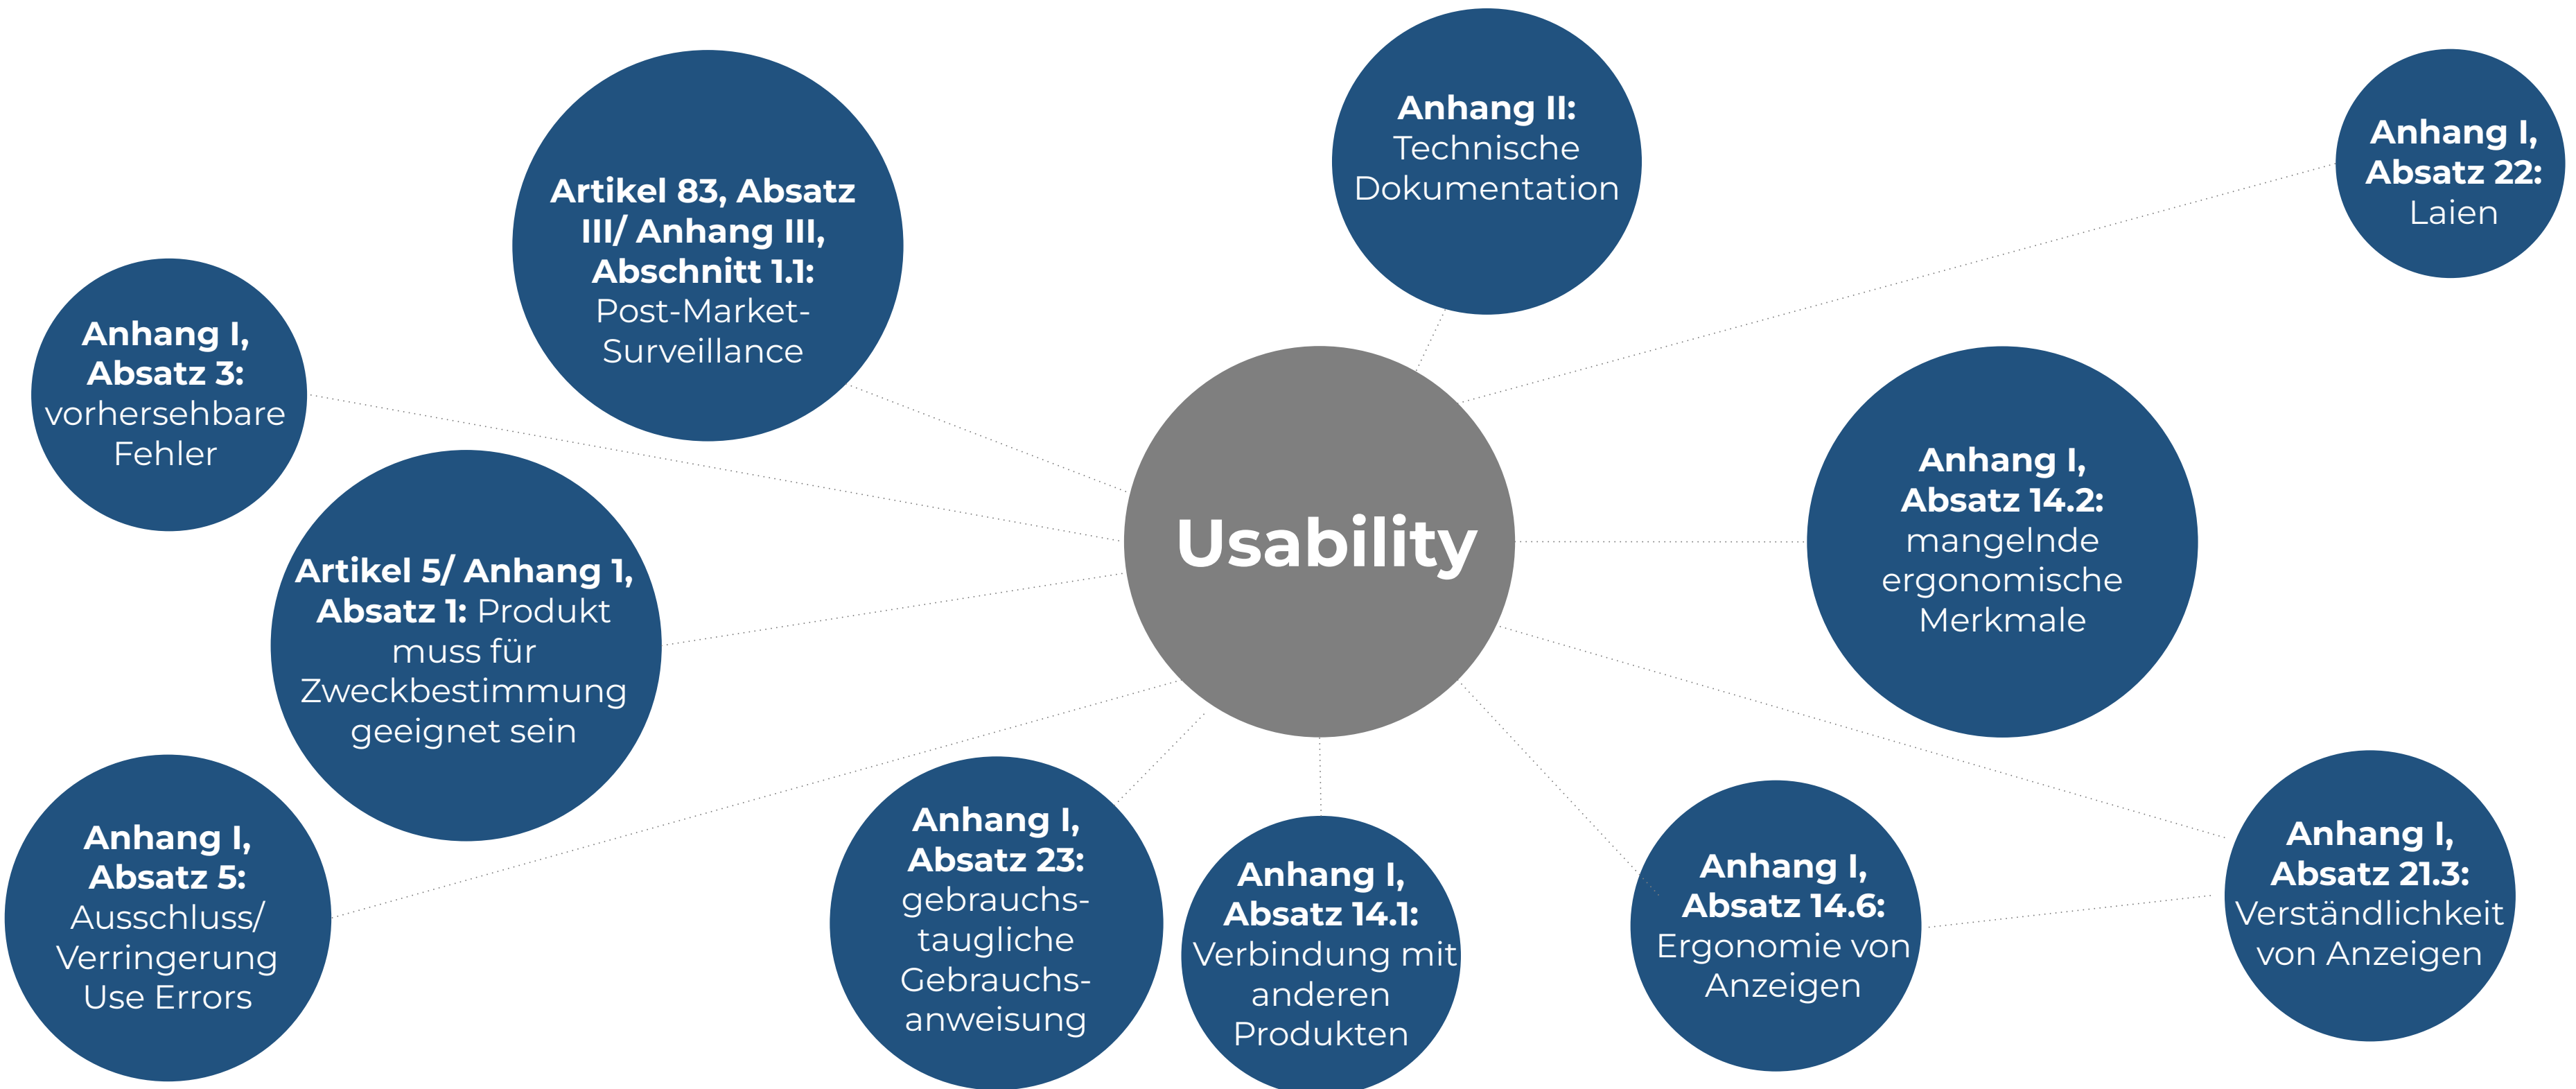 Anhang II:
Technische
Dokumentation
Anhang I,
Absatz 22:
Laien
Artikel 83, Absatz
III/ Anhang III,
Abschnitt 1.1:
Post-Market-
Surveillance
Anhang I,
Absatz 3:
vorhersehbare
Fehler
Usability
Anhang I,
Absatz 14.2:
mangelnde
ergonomische
Merkmale
Artikel 5/ Anhang 1,
Absatz 1: Produkt
muss für
Zweckbestimmung
geeignet sein
Anhang I,
Absatz 5:
Ausschluss/
Verringerung
Use Errors
Anhang I,
Absatz 23:
gebrauchs-
taugliche
Gebrauchs-
anweisung
Anhang I,
Absatz 14.1:
Verbindung mit
anderen
Produkten
Anhang I,
Absatz 14.6:
Ergonomie von
Anzeigen
Anhang I,
Absatz 21.3:
Verständlichkeit
von Anzeigen